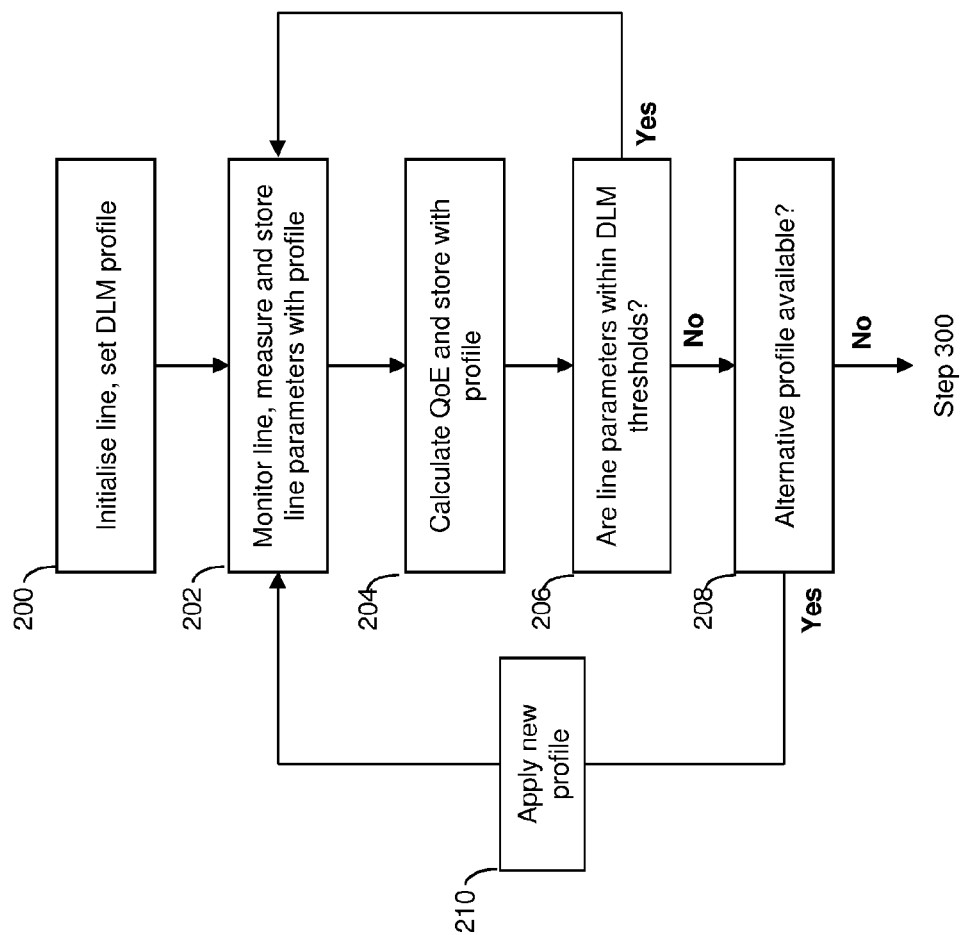 200
Initialise line, set DLM profile
202
Monitor line, measure and store
line parameters with profile
204
Calculate QoE and store with
profile
206
Are line parameters within DLM
thresholds?
Yes
No
208
Alternative profile available?
Yes
No
210
Apply new
profile
Step 300